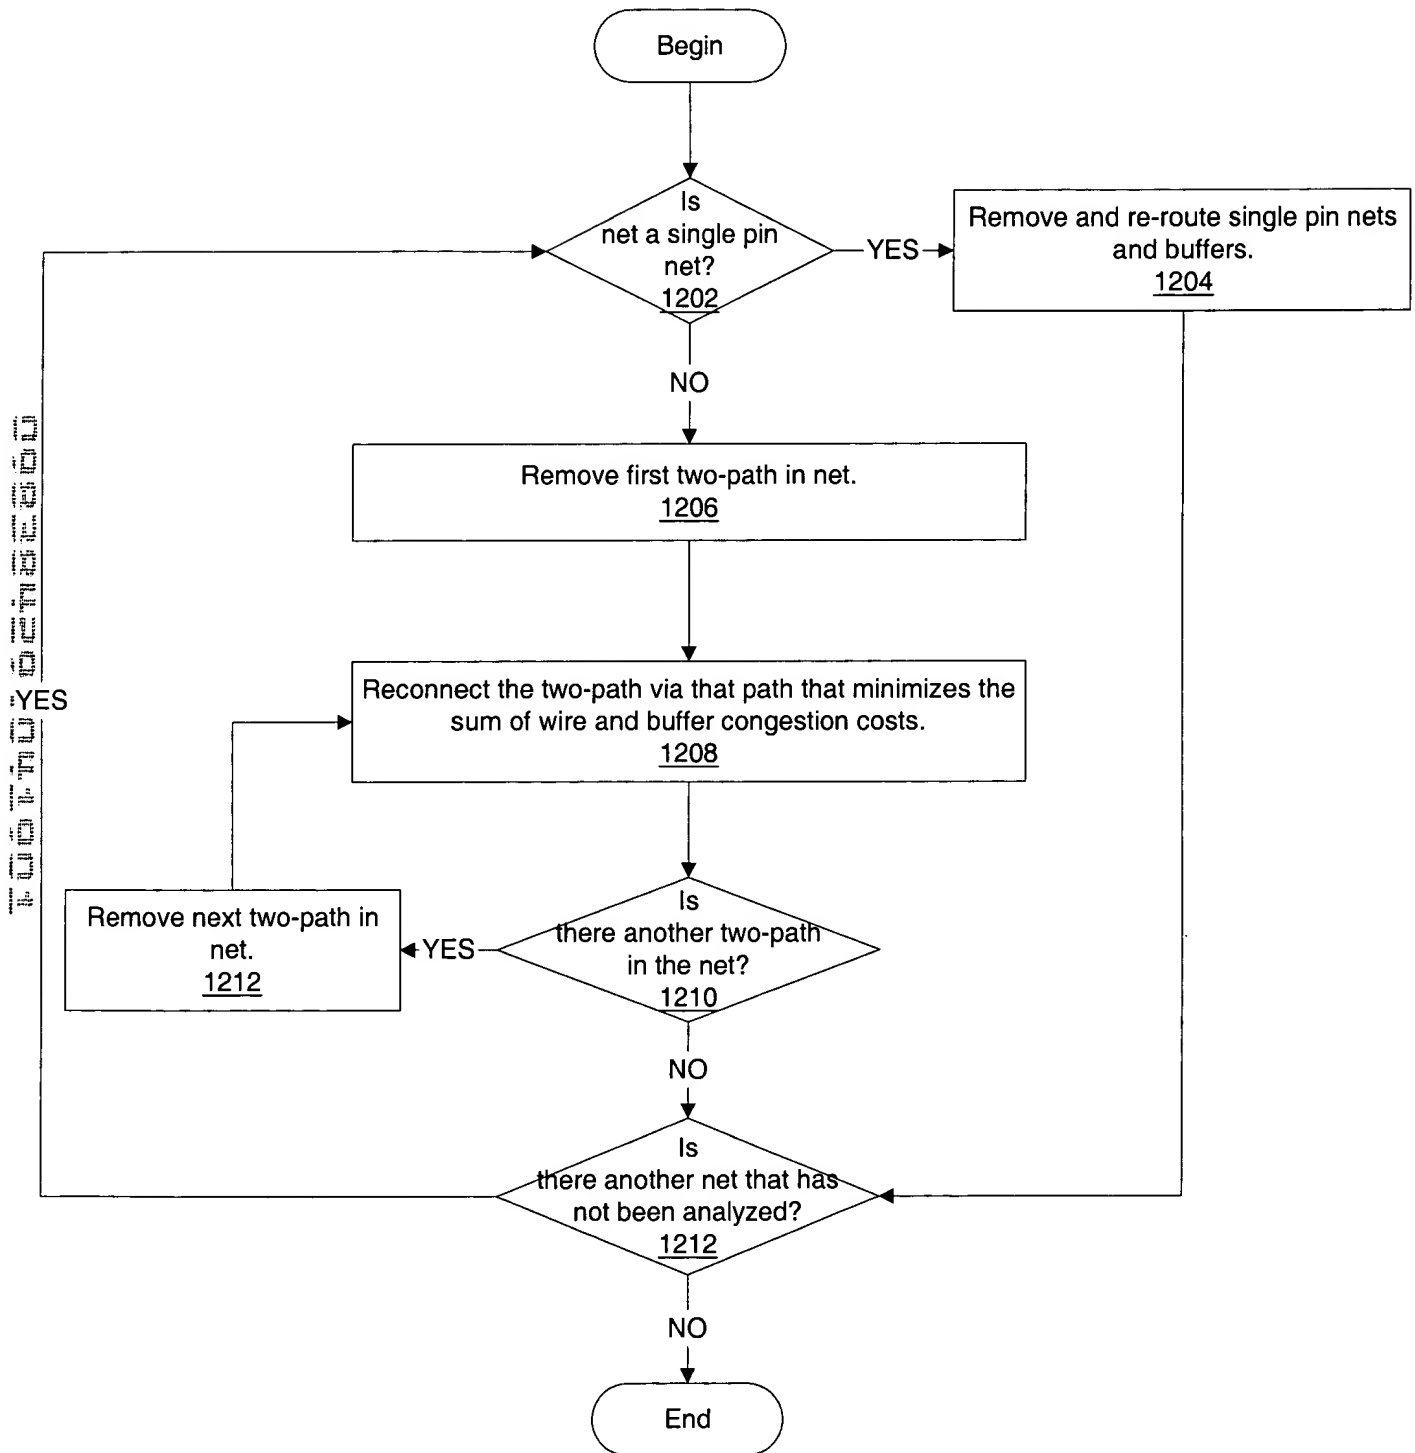 Begin
Is
net a single pin
net?
1202
YES
Remove and re-route single pin nets
and buffers.
1204
NO
Remove first two-path in net.
1206
YES
Reconnect the two-path via that path that minimizes the
sum of wire and buffer congestion costs.
1208
Remove next two-path in
net.
1212
YES
Is
there another two-path
in the net?
1210
NO
Is
there another net that has
not been analyzed?
1212
NO
End